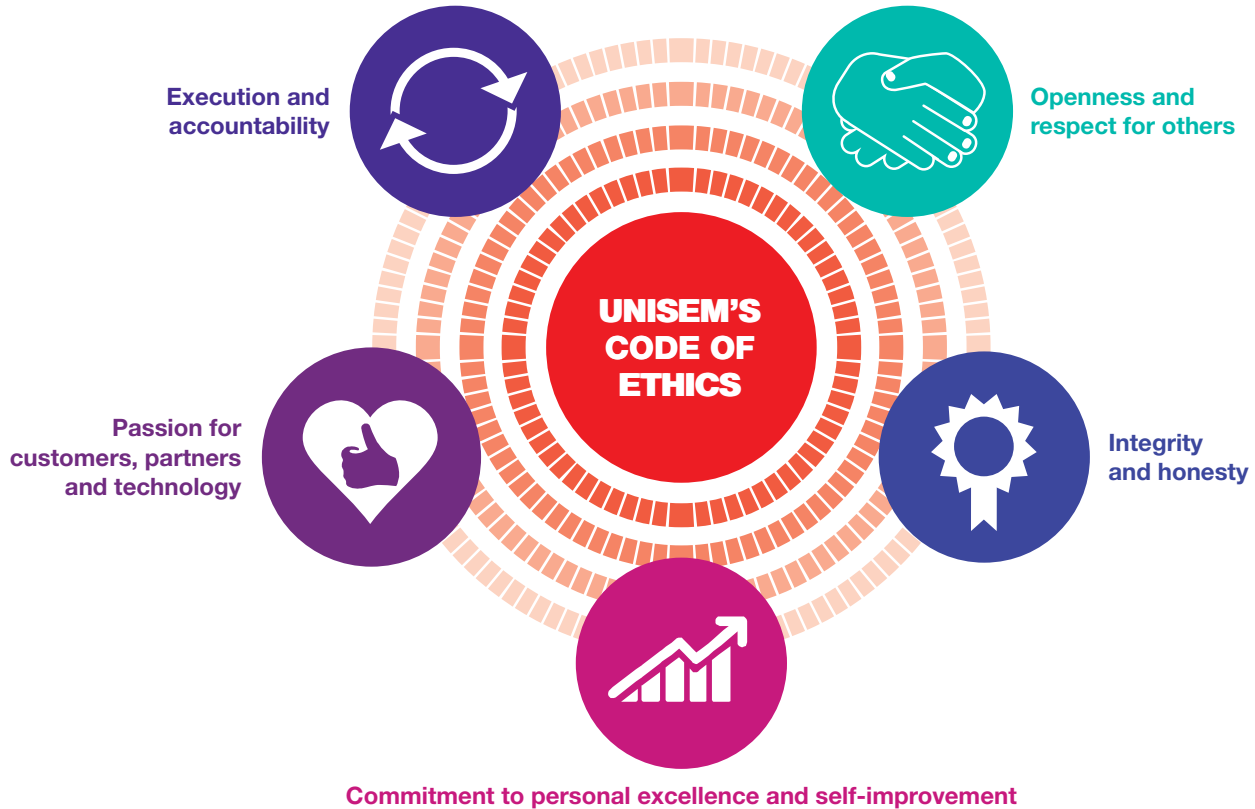 Execution and
accountability
Openness and
respect for others
UNISEM’S
CODE OF
ETHICS
Passion for
customers, partners
and technology
Integrity
and honesty
Commitment to personal excellence and self-improvement